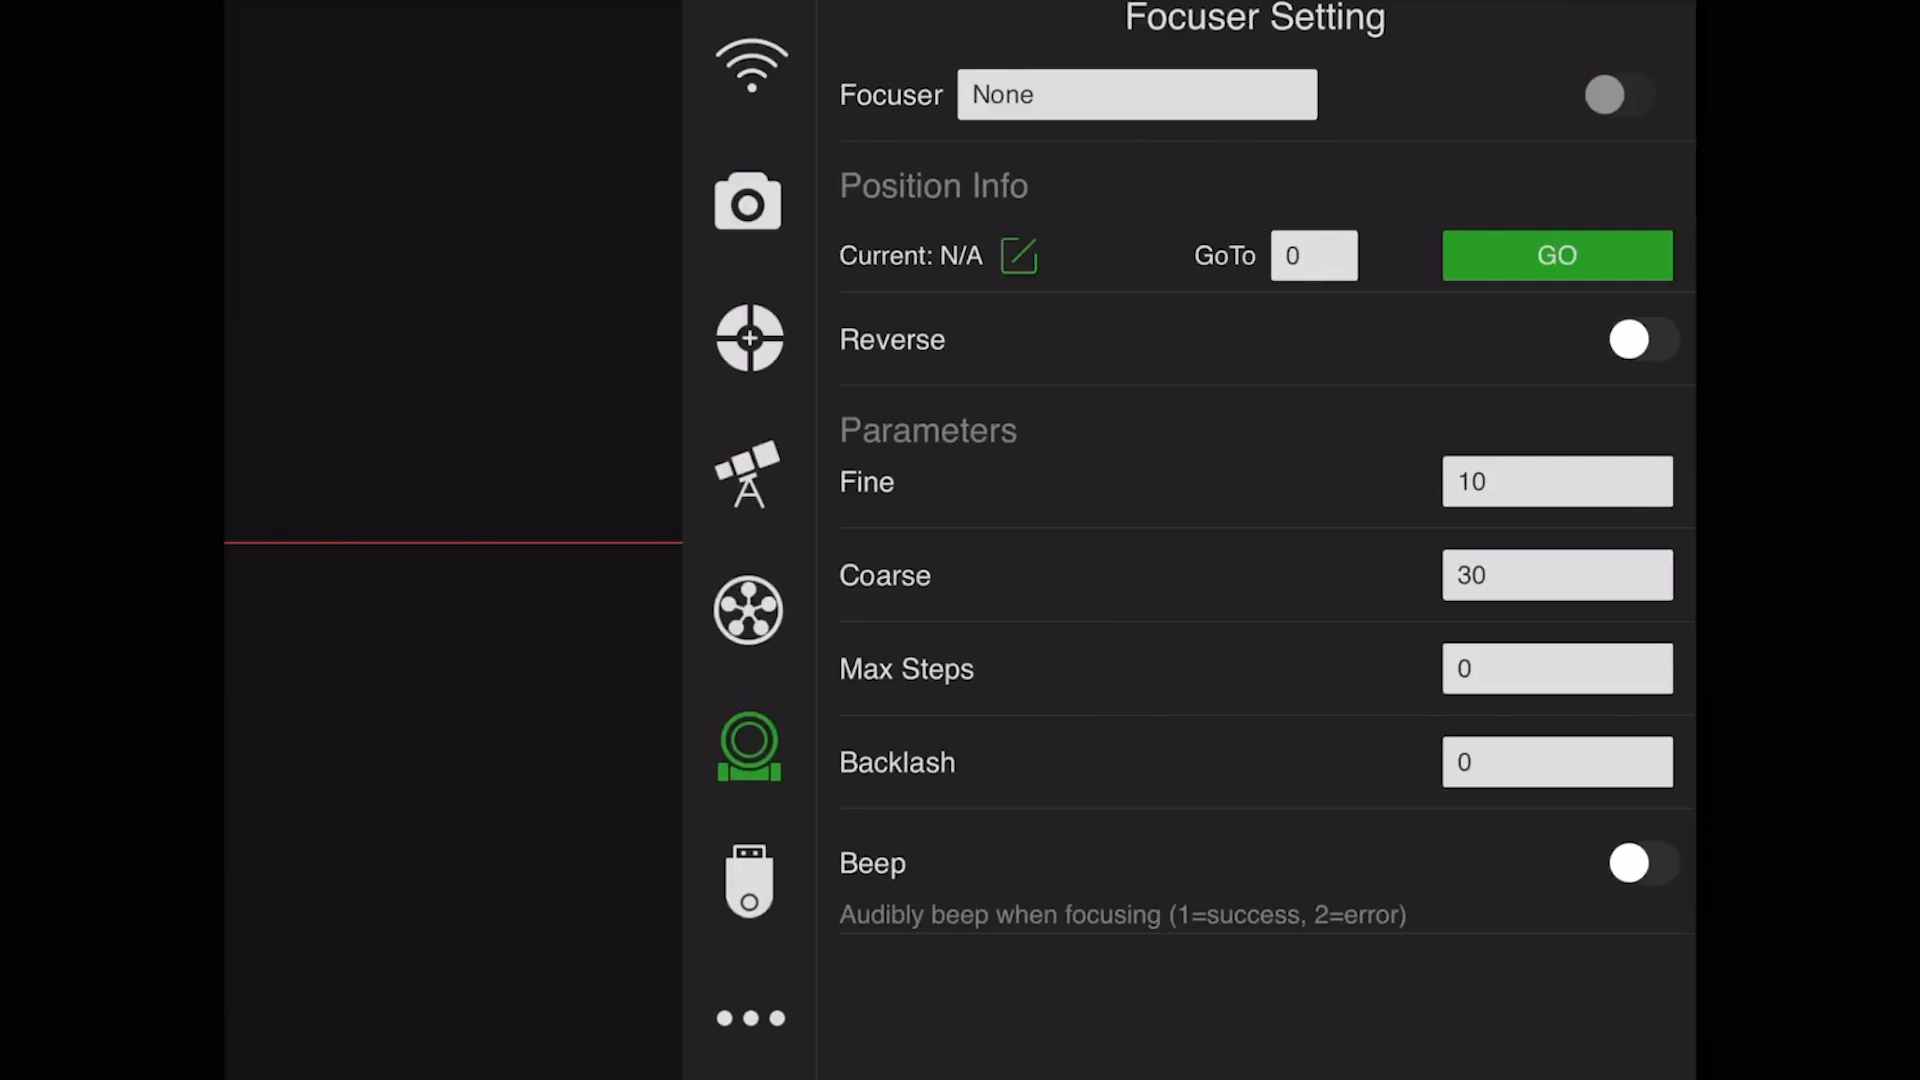 Focuser Setting
Focuser None
Position Info
Current: N/A GoTo 0 GO
Reverse
Parameters
Fine 10
Coarse 30
Max Steps 0
Backlash 0
Beep
Audibly beep when focusing (1=success, 2=error)